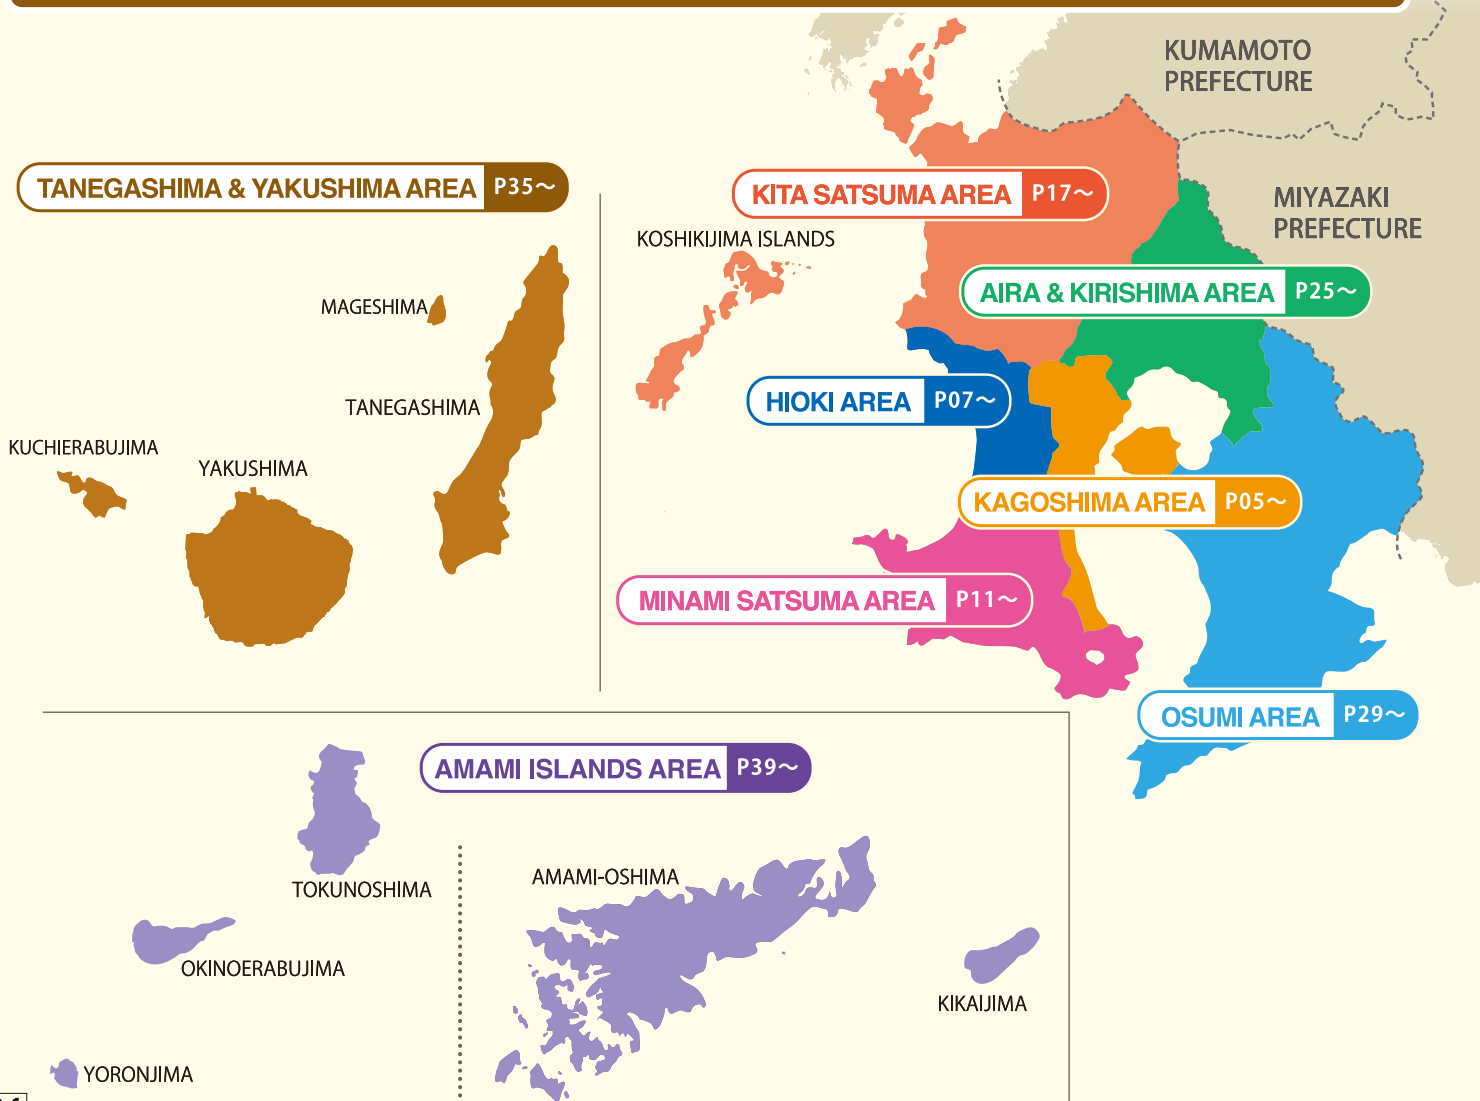 KUMAMOTO
PREFECTURE
TANEGASHIMA & YAKUSHIMA AREA P35～
KITA SATSUMA AREA P17～
MIYAZAKI
PREFECTURE
KOSHIKIJIMA ISLANDS
AIRA & KIRISHIMA AREA P25～
MAGESHIMA
TANEGASHIMA
HIOKI AREA P07～
KUCHIERABUJIMA
YAKUSHIMA
KAGOSHIMA AREA P05～
MINAMI SATSUMA AREA P11～
OSUMI AREA P29～
AMAMI ISLANDS AREA P39～
TOKUNOSHIMA
AMAMI-OSHIMA
OKINOERABUJIMA
KIKAIJIMA
YORONJIMA